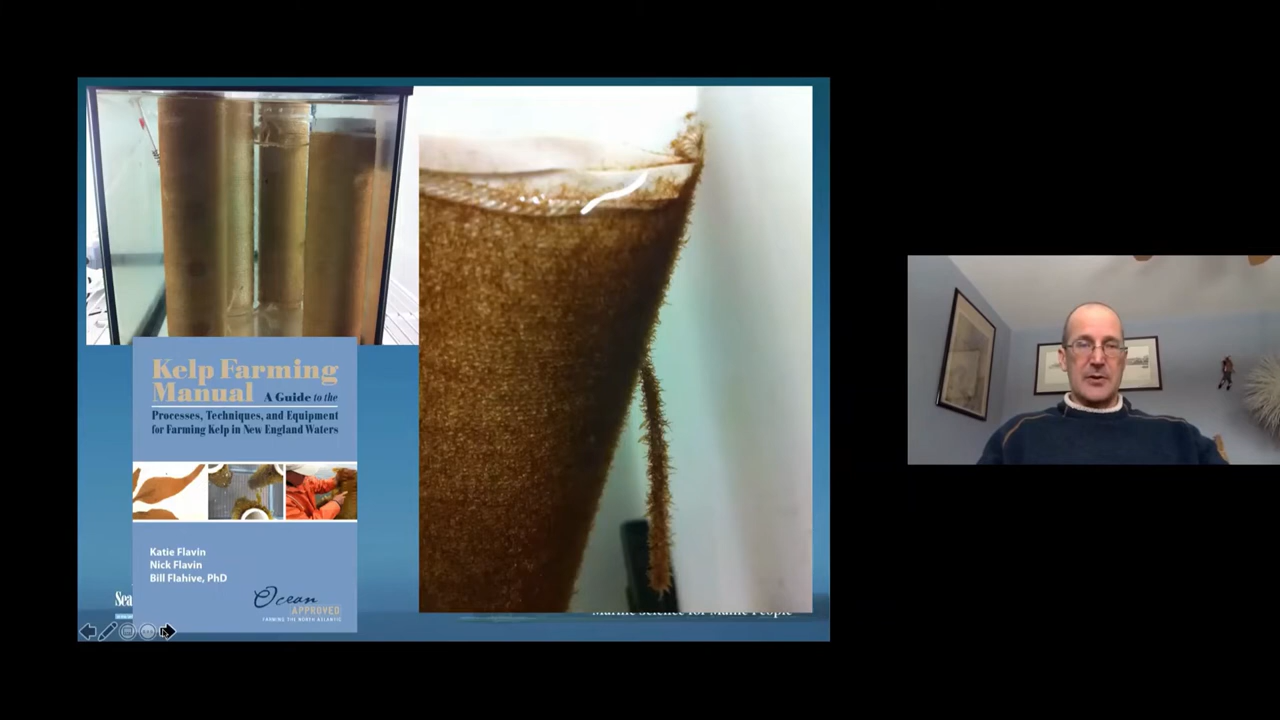 Kelp Farming
Manual A Guide to the
Processes, Techniques, and Equipment
for Farming Kelp in New England Waters
Katie Flavin
Nick Flavin
Bill Flahive, PhD
Ocean
APPROVED
FARMING THE NORTH ATLANTIC
Sea
Marine Science for Maine People